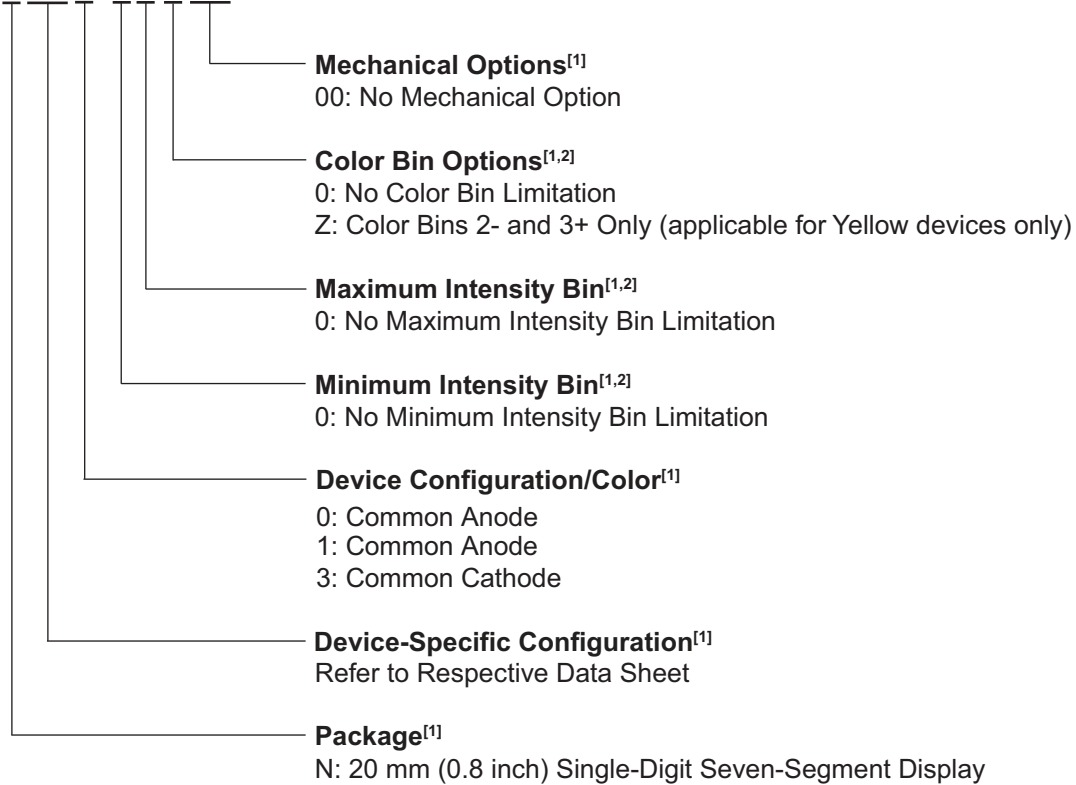 Mechanical Options[1]
00: No Mechanical Option
Color Bin Options[1,2]
0: No Color Bin Limitation
Z: Color Bins 2- and 3+ Only (applicable for Yellow devices only)
Maximum Intensity Bin[1,2]
0: No Maximum Intensity Bin Limitation
Minimum Intensity Bin[1,2]
0: No Minimum Intensity Bin Limitation
Device Configuration/Color[1]
0: Common Anode
1: Common Anode
3: Common Cathode
Device-Specific Configuration[1]
Refer to Respective Data Sheet
Package[1]
N: 20 mm (0.8 inch) Single-Digit Seven-Segment Display